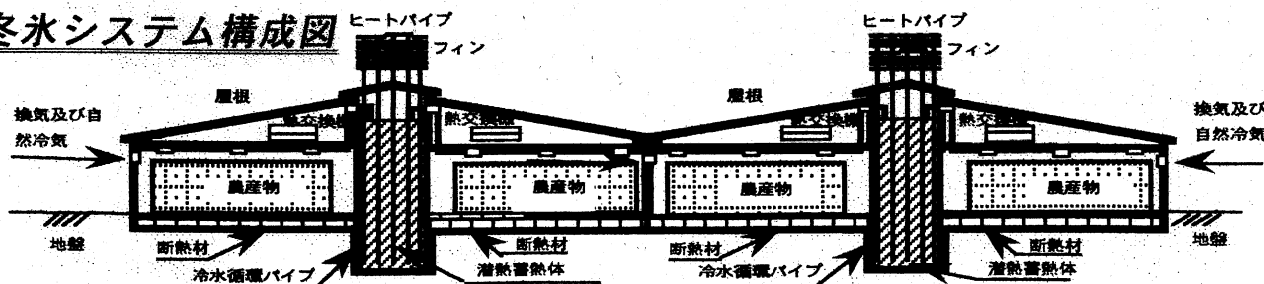 冬氷システム構成図
ヒートパイプ
フィン
屋根
換気及び自
然冷気
熱交換機
熱交換機
農産物
農産物
地盤
断熱材
冷水循環パイプ
断熱材
潜熱蓄熱体
ヒートパイプ
フィン
屋根
熱交換機
熱交換機
換気及び
自然冷気
農産物
農産物
地盤
断熱材
冷水循環パイプ
断熱材
潜熱蓄熱体